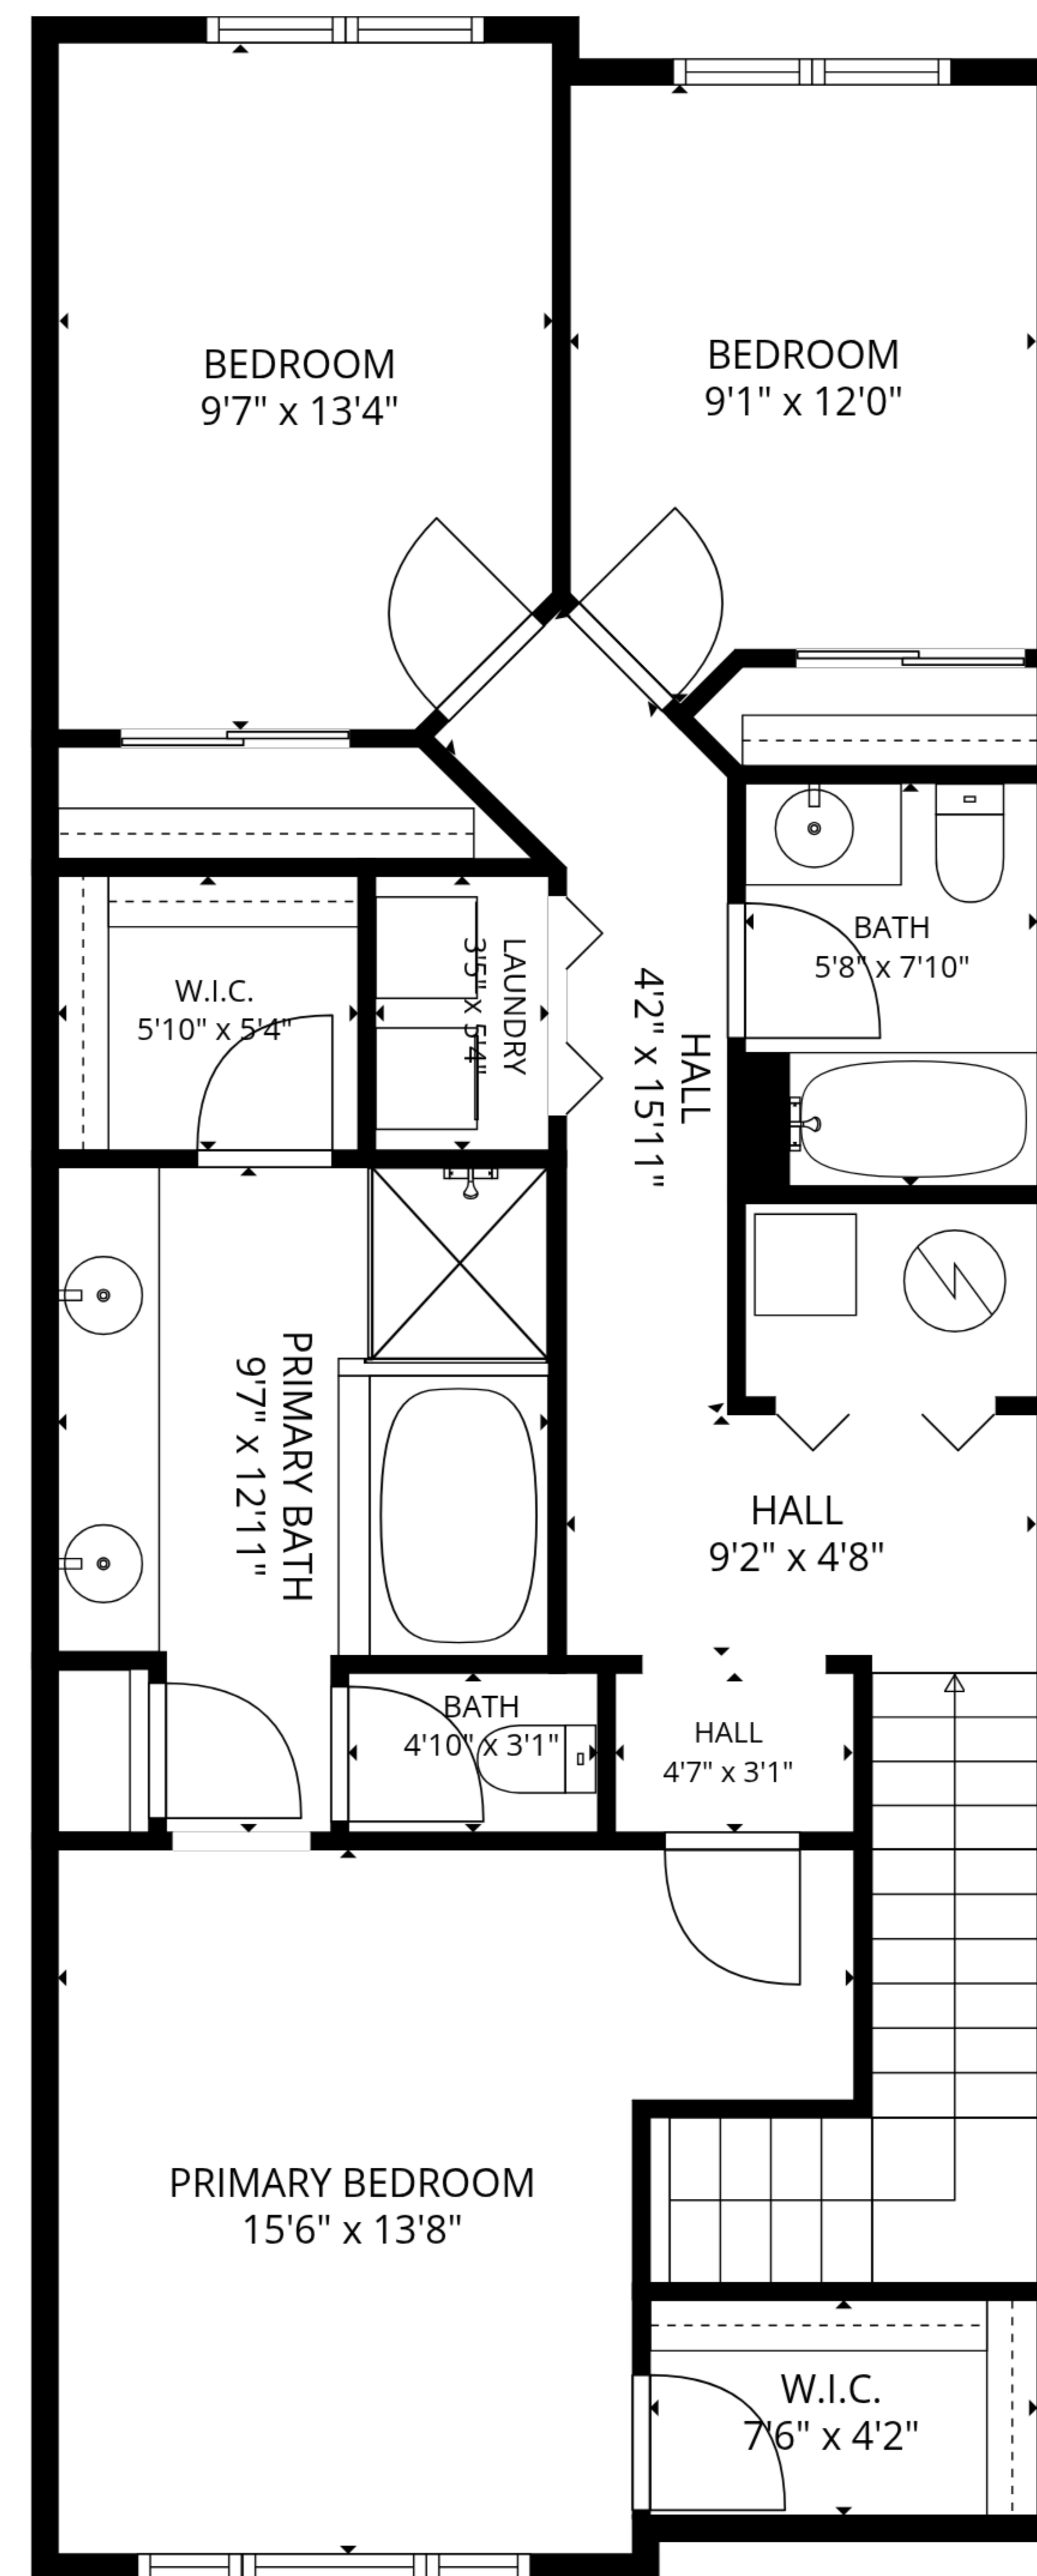 BEDROOM
9'7" x 13'4"
BEDROOM
9'1" x 12'0"
W.I.C.
5'10" x 5'4"
LAUNDRY
3'5" x 5'4"
HALL
4'2" x 15'11"
BATH
5'8" x 7'10"
PRIMARY BATH
9'7" x 12'11"
HALL
9'2" x 4'8"
BATH
4'10" x 3'1"
HALL
4'7" x 3'1"
PRIMARY BEDROOM
15'6" x 13'8"
W.I.C.
7'6" x 4'2"